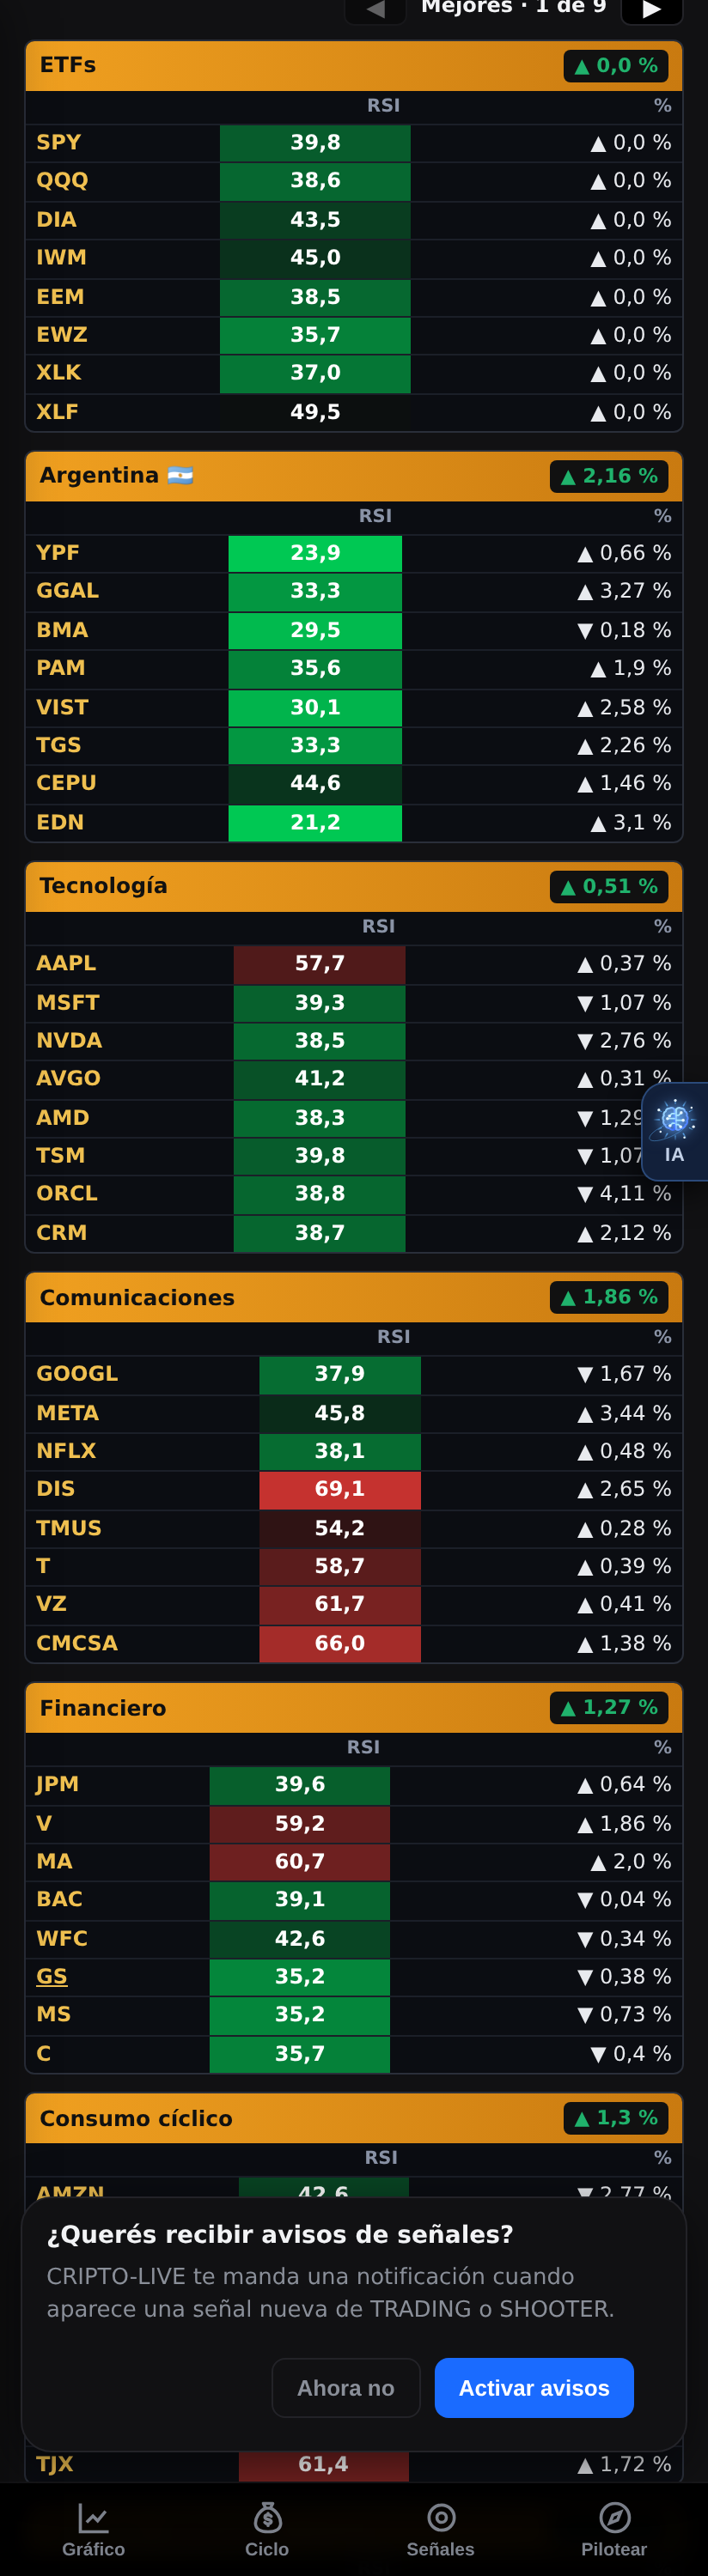 ◀ Mejores · 1 de 9 ▶
ETFs ▲ 0,0 %
RSI %
SPY 39,8 ▲ 0,0 %
QQQ 38,6 ▲ 0,0 %
DIA 43,5 ▲ 0,0 %
IWM 45,0 ▲ 0,0 %
EEM 38,5 ▲ 0,0 %
EWZ 35,7 ▲ 0,0 %
XLK 37,0 ▲ 0,0 %
XLF 49,5 ▲ 0,0 %
Argentina 🇦🇷 ▲ 2,16 %
RSI %
YPF 23,9 ▲ 0,66 %
GGAL 33,3 ▲ 3,27 %
BMA 29,5 ▼ 0,18 %
PAM 35,6 ▲ 1,9 %
VIST 30,1 ▲ 2,58 %
TGS 33,3 ▲ 2,26 %
CEPU 44,6 ▲ 1,46 %
EDN 21,2 ▲ 3,1 %
Tecnología ▲ 0,51 %
RSI %
AAPL 57,7 ▲ 0,37 %
MSFT 39,3 ▼ 1,07 %
NVDA 38,5 ▼ 2,76 %
AVGO 41,2 ▲ 0,31 %
AMD 38,3 ▼ 1,29
TSM 39,8 ▼ 1,07
IA
ORCL 38,8 ▼ 4,11 %
CRM 38,7 ▲ 2,12 %
Comunicaciones ▲ 1,86 %
RSI %
GOOGL 37,9 ▼ 1,67 %
META 45,8 ▲ 3,44 %
NFLX 38,1 ▲ 0,48 %
DIS 69,1 ▲ 2,65 %
TMUS 54,2 ▲ 0,28 %
T 58,7 ▲ 0,39 %
VZ 61,7 ▲ 0,41 %
CMCSA 66,0 ▲ 1,38 %
Financiero ▲ 1,27 %
RSI %
JPM 39,6 ▲ 0,64 %
V 59,2 ▲ 1,86 %
MA 60,7 ▲ 2,0 %
BAC 39,1 ▼ 0,04 %
WFC 42,6 ▼ 0,34 %
GS 35,2 ▼ 0,38 %
MS 35,2 ▼ 0,73 %
C 35,7 ▼ 0,4 %
Consumo cíclico ▲ 1,3 %
RSI %
AMZN 42,6 ▼ 2,77 %
¿Querés recibir avisos de señales?
CRIPTO-LIVE te manda una notificación cuando
aparece una señal nueva de TRADING o SHOOTER.
Ahora no Activar avisos
TJX 61,4 ▲ 1,72 %
Gráfico Ciclo Señales Pilotear